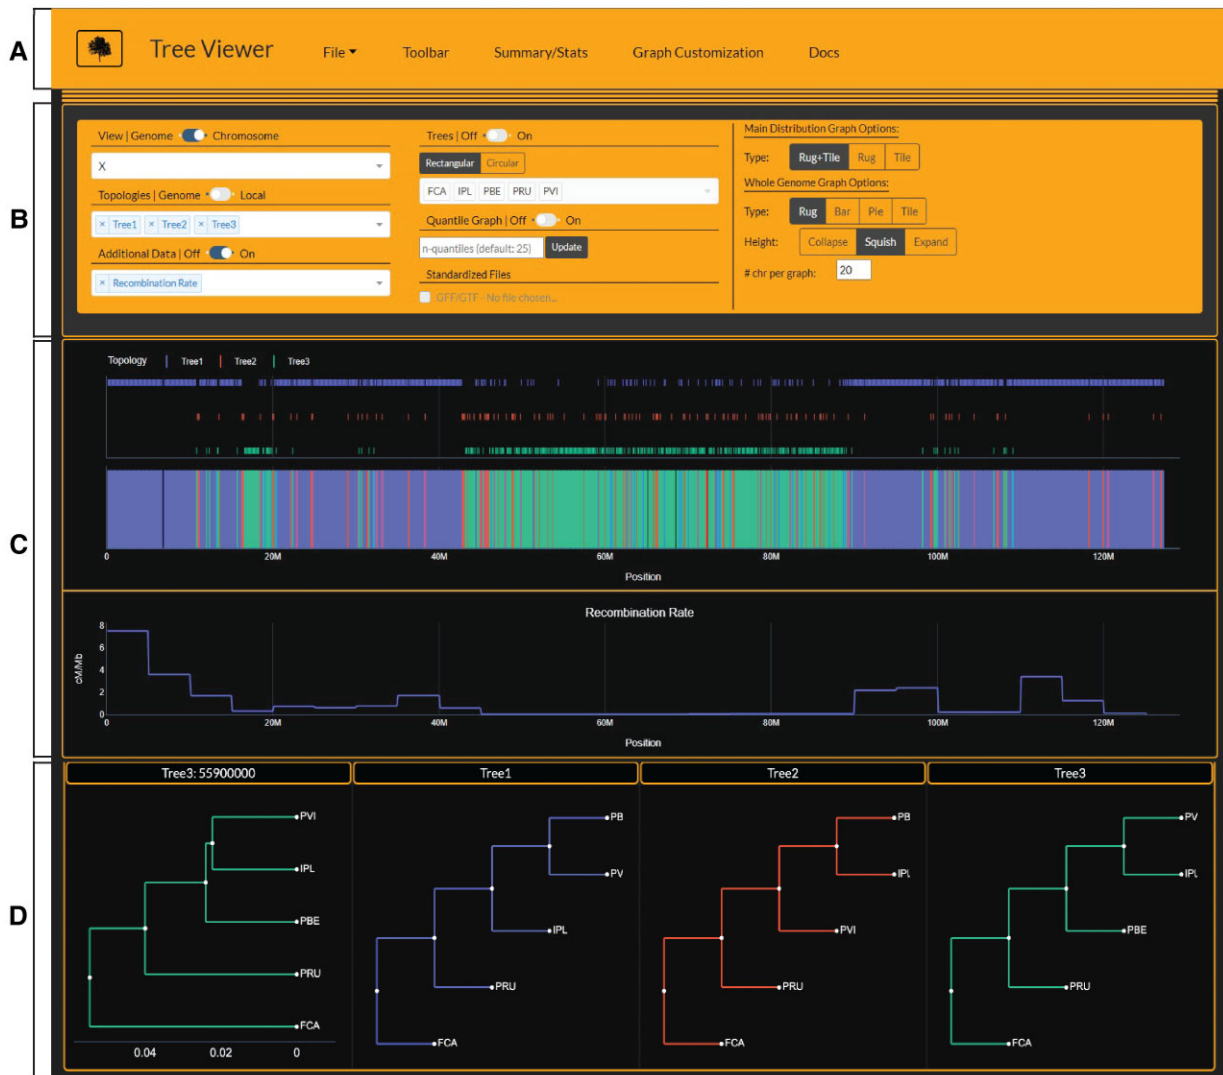 A
Tree Viewer File Toolbar Summary/Stats Graph Customization Docs
B
View | Genome Chromosome
X
Topologies | Genome Local
× Tree1 × Tree2 × Tree3
Additional Data | Off On
× Recombination Rate
Trees | Off On
Rectangular Circular
FCA IPL PBE PRU PVI
Quantile Graph | Off On
n-quantiles (default: 25) Update
Standardized Files
GFF/GTF - No file chosen...
Main Distribution Graph Options:
Type: Rug+Tile Rug Tile
Whole Genome Graph Options:
Type: Rug Bar Pie Tile
Height: Collapse Squish Expand
# chr per graph: 20
C
Topology Tree1 Tree2 Tree3
0 20M 40M 60M 80M 100M 120M
Position
Recombination Rate
cM/Mb
8
6
4
2
0
0 20M 40M 60M 80M 100M 120M
Position
D
Tree3: 55900000
PVI
IPL
PBE
PRU
FCA
0.04 0.02 0
Tree1
PB
PV
IPL
PRU
FCA
Tree2
PB
IPL
PVI
PRU
FCA
Tree3
PV
IPL
PBE
PRU
FCA